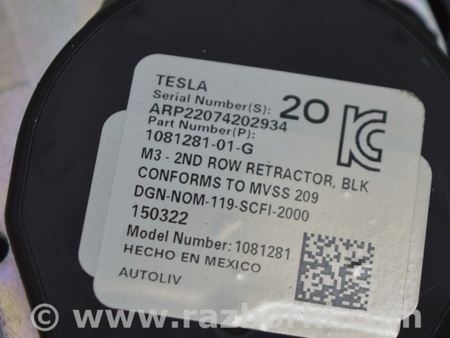 TESLA
Serial Number(S): 20
ARP22074202934
Part Number(P):
1081281-01-G
M3 - 2ND ROW RETRACTOR, BLK
CONFORMS TO MVSS 209
DGN-NOM-119-SCFI-2000
150322
Model Number: 1081281
HECHO EN MEXICO
AUTOLIV